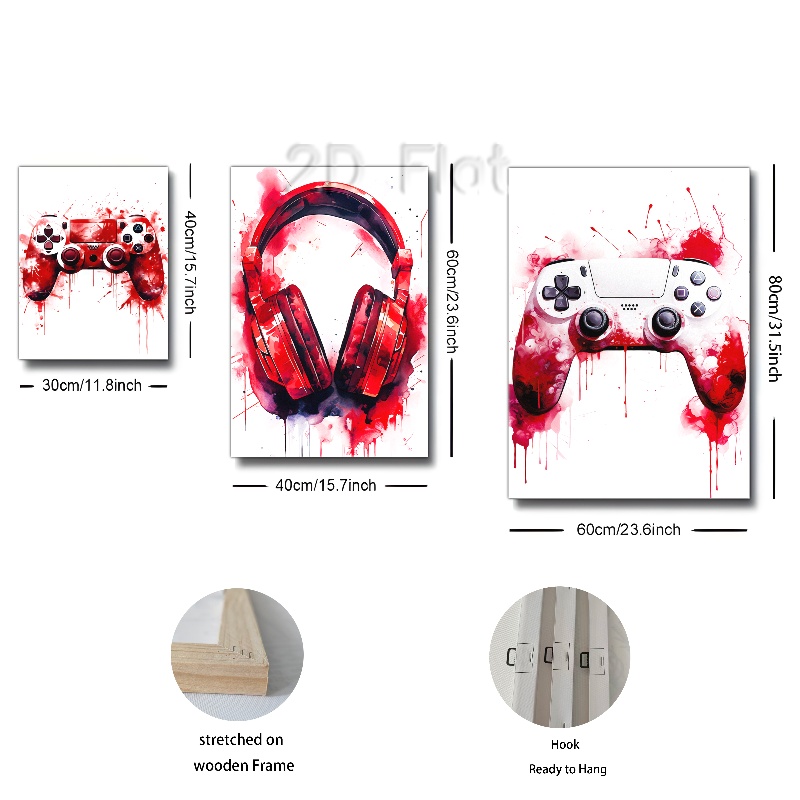 2D Flat
40cm/15.7inch
30cm/11.8inch
60cm/23.6inch
40cm/15.7inch
80cm/31.5inch
60cm/23.6inch
stretched on
wooden Frame
Hook
Ready to Hang